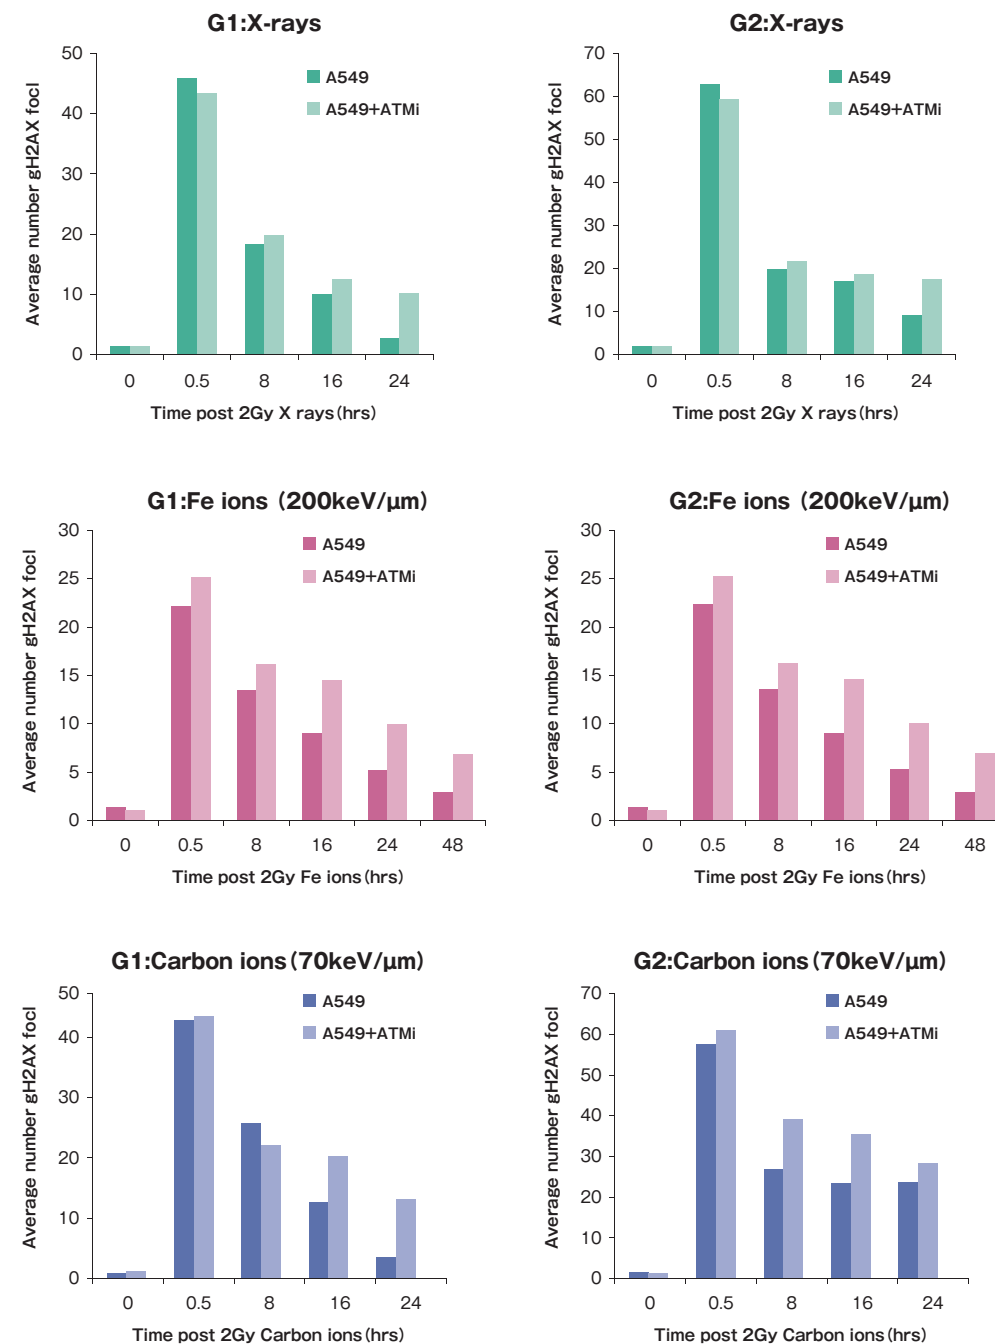 G1:X-rays
50
40
30
20
10
0
Average number gH2AX focI
A549
A549+ATMi
0 0.5 8 16 24
Time post 2Gy X rays(hrs)
G2:X-rays
70
60
50
40
30
20
10
0
Average number gH2AX focI
A549
A549+ATMi
0 0.5 8 16 24
Time post 2Gy X rays(hrs)
G1:Fe ions (200keV/μm)
30
25
20
15
10
5
0
Average number gH2AX focI
A549
A549+ATMi
0 0.5 8 16 24 48
Time post 2Gy Fe ions(hrs)
G2:Fe ions (200keV/μm)
30
25
20
15
10
5
0
Average number gH2AX focI
A549
A549+ATMi
0 0.5 8 16 24 48
Time post 2Gy Fe ions(hrs)
G1:Carbon ions(70keV/μm)
50
40
30
20
10
0
Average number gH2AX focI
A549
A549+ATMi
0 0.5 8 16 24
Time post 2Gy Carbon ions(hrs)
G2:Carbon ions(70keV/μm)
70
60
50
40
30
20
10
0
Average number gH2AX focI
A549
A549+ATMi
0 0.5 8 16 24
Time post 2Gy Carbon ions(hrs)